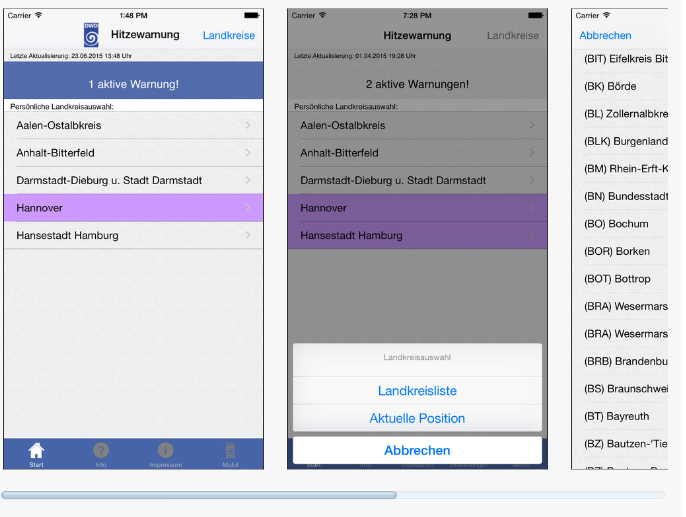 Carrier 1:48 PM
DWD
Hitzewarnung Landkreise
Letzte Aktualisierung: 23.06.2015 13:48 Uhr
1 aktive Warnung!
Persönliche Landkreisauswahl:
Aalen-Ostalbkreis
Anhalt-Bitterfeld
Darmstadt-Dieburg u. Stadt Darmstadt
Hannover
Hansestadt Hamburg
Start Info Impressum Mobil
Carrier 7:28 PM
Hitzewarnung Landkreise
Letzte Aktualisierung: 01.04.2015 19:28 Uhr
2 aktive Warnungen!
Persönliche Landkreisauswahl:
Aalen-Ostalbkreis
Anhalt-Bitterfeld
Darmstadt-Dieburg u. Stadt Darmstadt
Hannover
Hansestadt Hamburg
Landkreisauswahl
Landkreisliste
Aktuelle Position
Abbrechen
Start Info Impressum Mobil
Carrier
Abbrechen
(BIT) Eifelkreis Bit
(BK) Börde
(BL) Zollernalbkre
(BLK) Burgenland
(BM) Rhein-Erft-K
(BN) Bundesstadt
(BO) Bochum
(BOR) Borken
(BOT) Bottrop
(BRA) Wesermars
(BRA) Wesermars
(BRB) Brandenbu
(BS) Braunschwei
(BT) Bayreuth
(BZ) Bautzen-"Tie